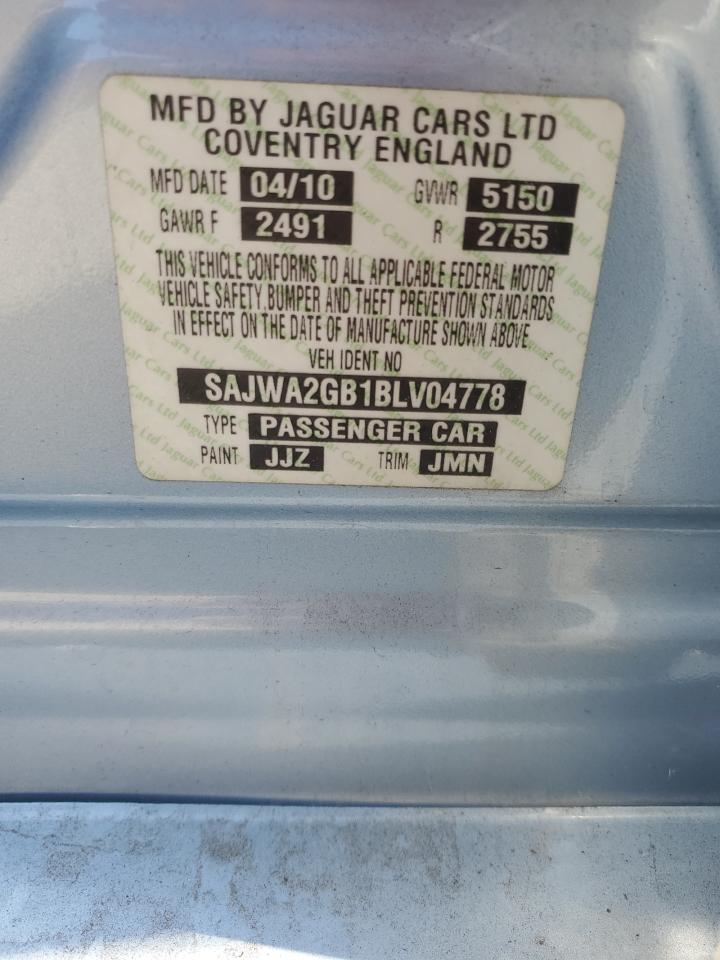 MFD BY JAGUAR CARS LTD
COVENTRY ENGLAND
MFD DATE 04/10 GVWR 5150
GAWR F 2491 R 2755
THIS VEHICLE CONFORMS TO ALL APPLICABLE FEDERAL MOTOR
VEHICLE SAFETY, BUMPER AND THEFT PREVENTION STANDARDS
IN EFFECT ON THE DATE OF MANUFACTURE SHOWN ABOVE
VEH IDENT NO
SAJWA2GB1BLV04778
TYPE PASSENGER CAR
PAINT JJZ TRIM JMN